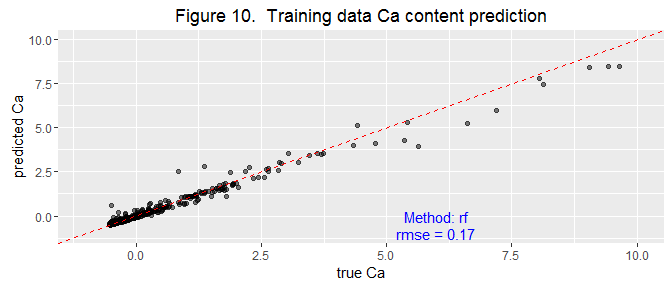 Figure 10.  Training data Ca content prediction
10.0
7.5
5.0
2.5
0.0
predicted Ca
Method: rf
rmse = 0.17
0.0 2.5 5.0 7.5 10.0
true Ca